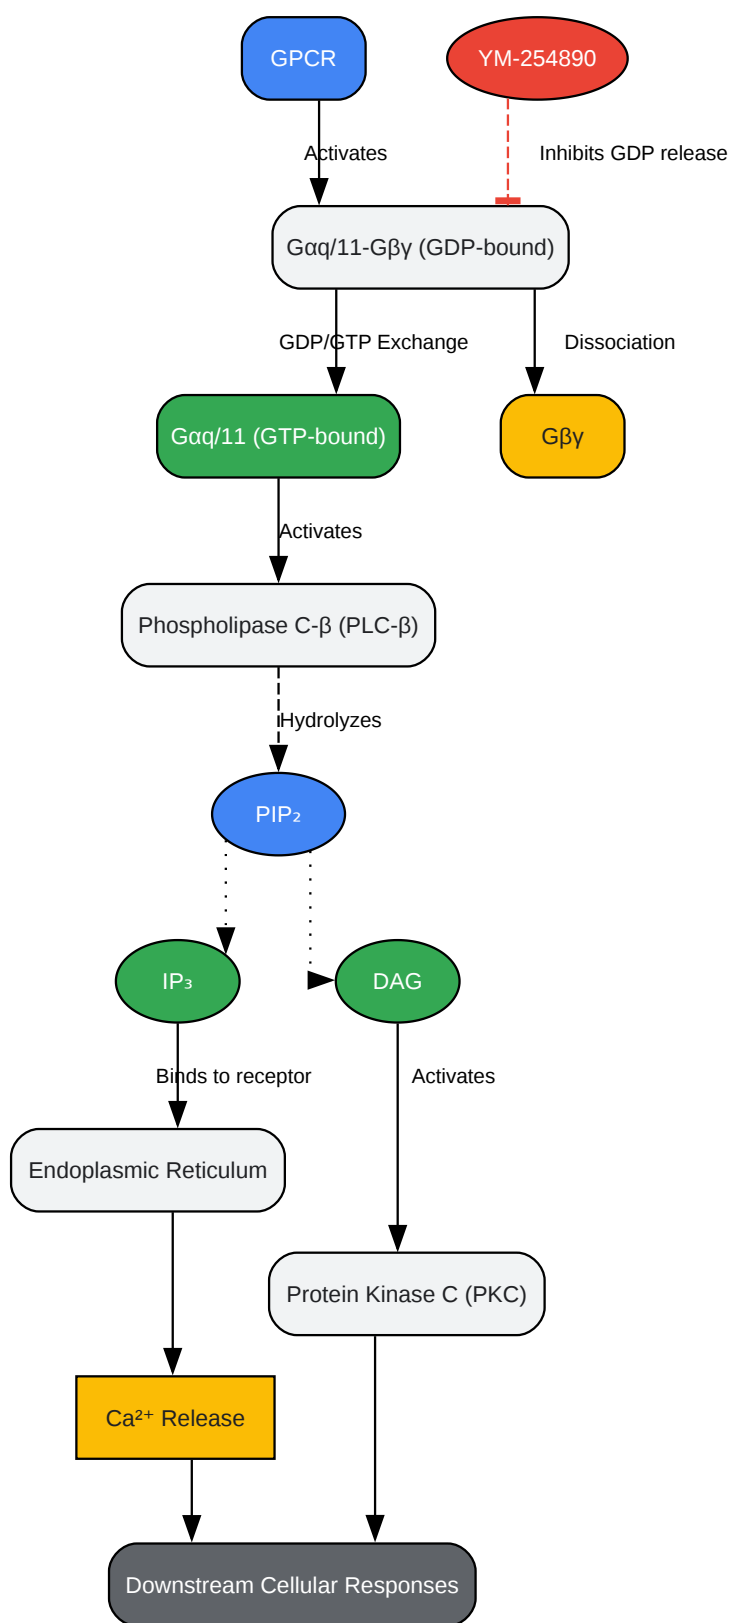 GPCR
YM-254890
Activates
Inhibits GDP release
Gαq/11-Gβγ (GDP-bound)
GDP/GTP Exchange
Dissociation
Gαq/11 (GTP-bound)
Gβγ
Activates
Phospholipase C-β (PLC-β)
Hydrolyzes
PIP₂
IP₃
DAG
Binds to receptor
Activates
Endoplasmic Reticulum
Protein Kinase C (PKC)
Ca²⁺ Release
Downstream Cellular Responses